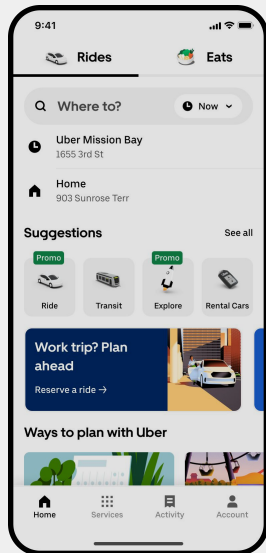 9:41
Rides
Eats
Where to?
Now
Uber Mission Bay
1655 3rd St
Home
903 Sunrose Terr
Suggestions
See all
Promo
Promo
Ride
Transit
Explore
Rental Cars
Work trip? Plan
ahead
Reserve a ride →
Ways to plan with Uber
Home
Services
Activity
Account